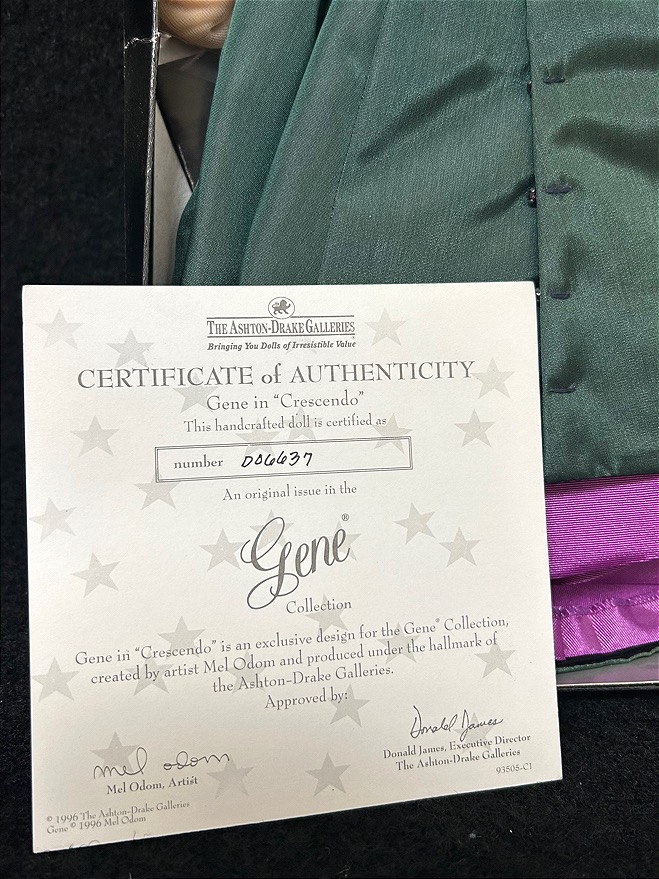 THE ASHTON-DRAKE GALLERIES
Bringing You Dolls of Irresistible Value
CERTIFICATE of AUTHENTICITY
Gene in “Crescendo”
This handcrafted doll is certified as
number D06637
An original issue in the
Gene®
Collection
Gene in “Crescendo” is an exclusive design for the Gene® Collection,
created by artist Mel Odom and produced under the hallmark of
the Ashton-Drake Galleries.
Approved by:
Donald James
mel odom
Donald James, Executive Director
Mel Odom, Artist
The Ashton-Drake Galleries
93505-C1
© 1996 The Ashton-Drake Galleries
Gene © 1996 Mel Odom